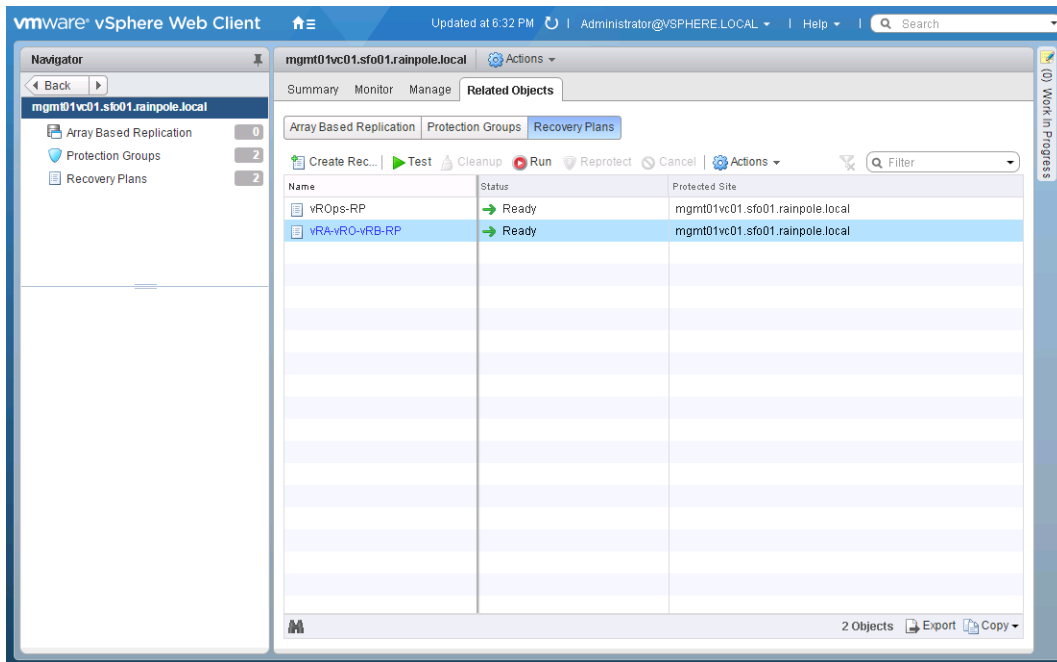 vmware® vSphere Web Client Updated at 6:32 PM | Administrator@VSPHERE.LOCAL | Help | Search
Navigator
Back
mgmt01vc01.sfo01.rainpole.local
Array Based Replication 0
Protection Groups 2
Recovery Plans 2
mgmt01vc01.sfo01.rainpole.local Actions
Summary Monitor Manage Related Objects
Array Based Replication Protection Groups Recovery Plans
Create Rec... | Test Cleanup Run Reprotect Cancel | Actions Filter
Name Status Protected Site
vROps-RP Ready mgmt01vc01.sfo01.rainpole.local
vRA-vRO-vRB-RP Ready mgmt01vc01.sfo01.rainpole.local
2 Objects Export Copy
(0) Work In Progress